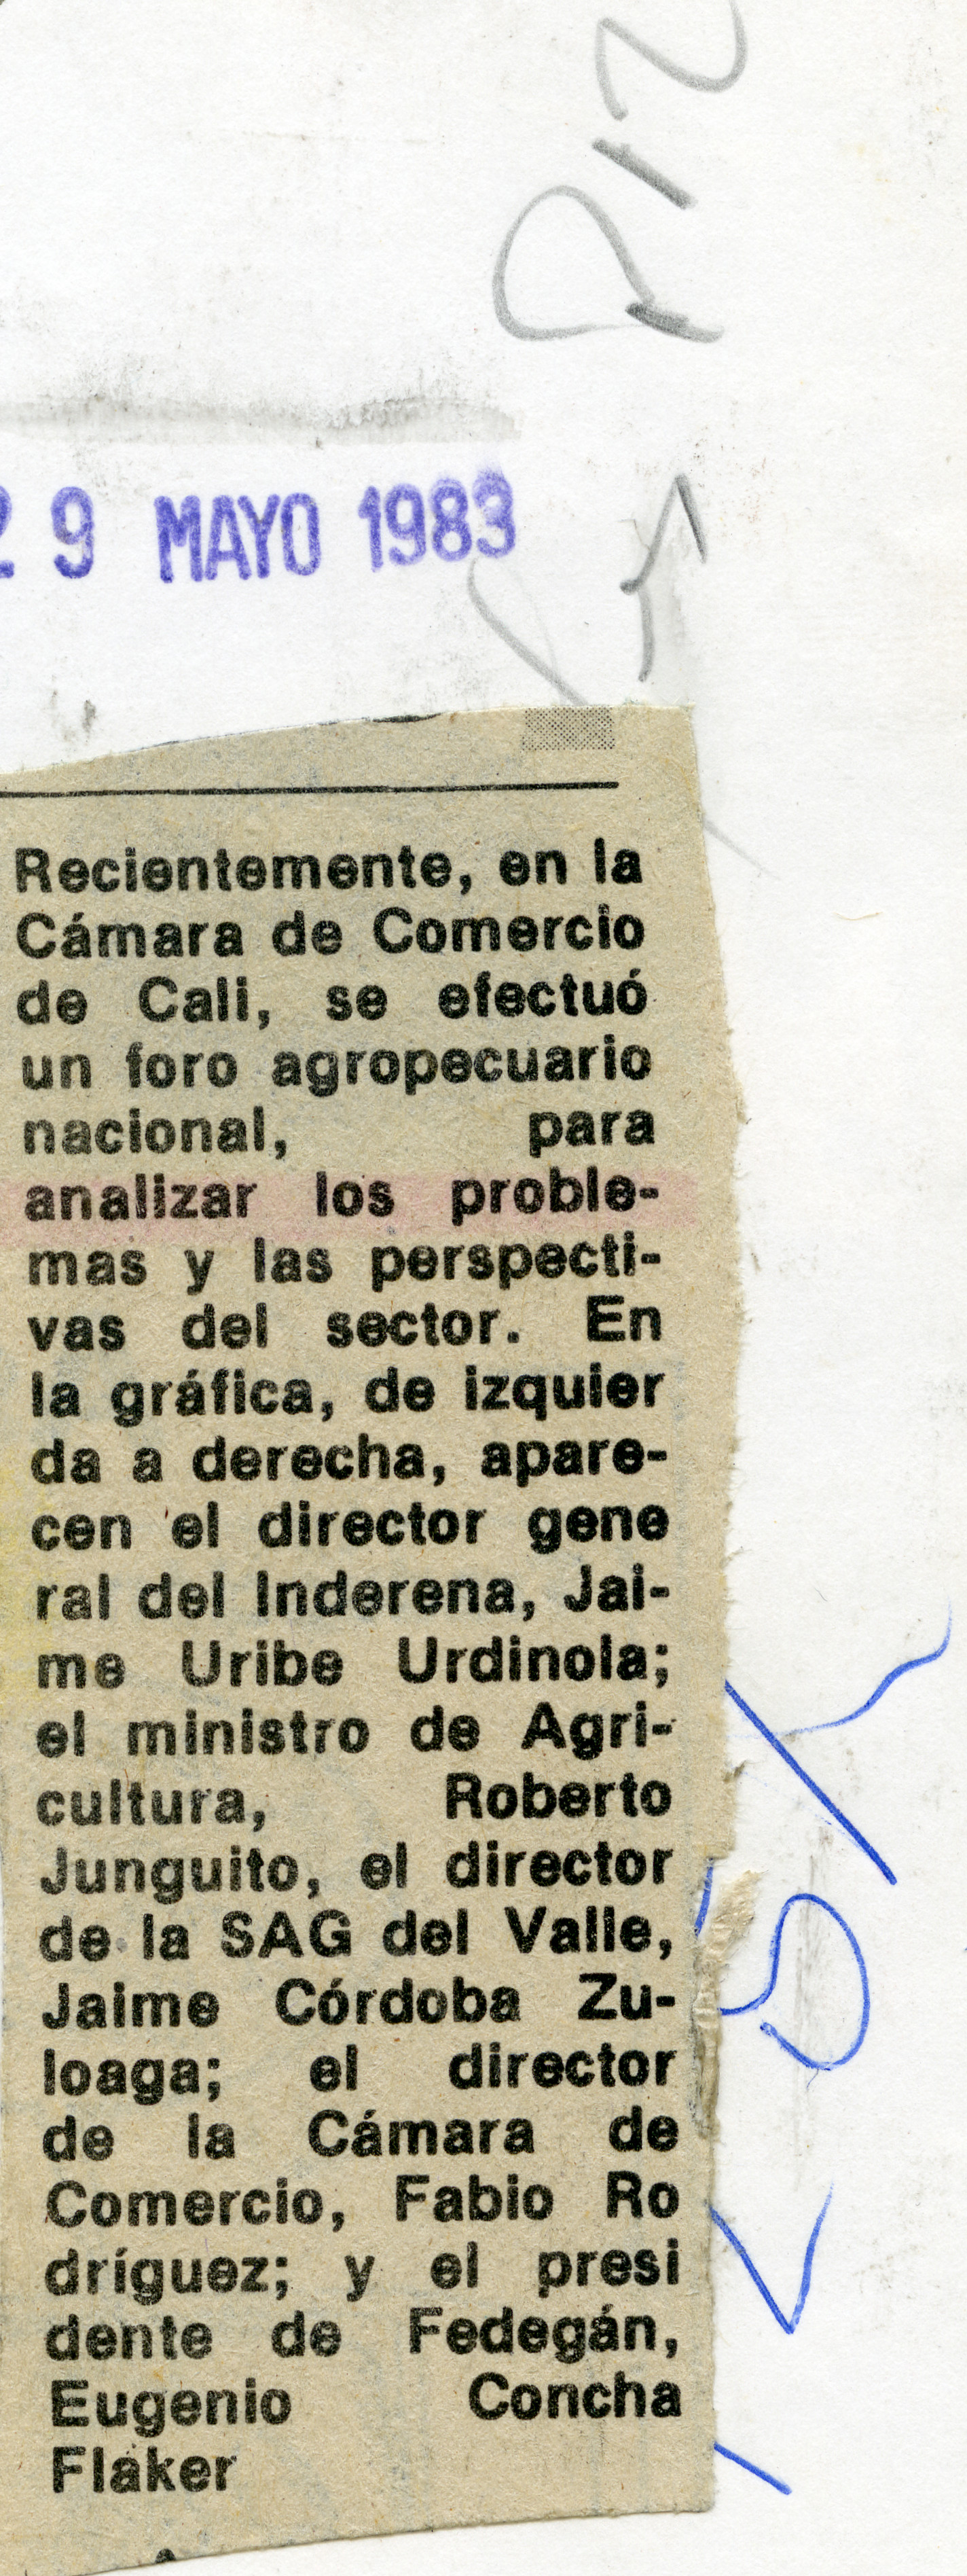 29 MAYO 1983
Recientemente, en la
Cámara de Comercio
de Cali, se efectuó
un foro agropecuario
nacional, para
analizar los proble-
mas y las perspecti-
vas del sector. En
la gráfica, de izquier
da a derecha, apare-
cen el director gene
ral del Inderena, Jai-
me Uribe Urdinola;
el ministro de Agri-
cultura, Roberto
Junguito, el director
de la SAG del Valle,
Jaime Córdoba Zu-
loaga; el director
de la Cámara de
Comercio, Fabio Ro
dríguez; y el presi
dente de Fedegán,
Eugenio Concha
Flaker